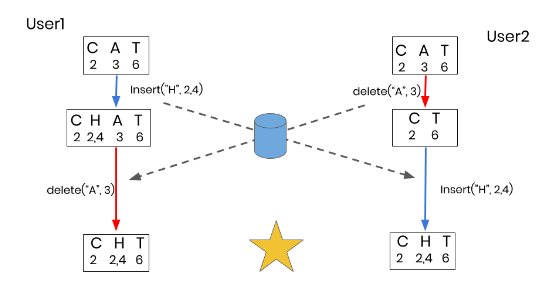 User1
User2
C A T
2 3 6
C A T
2 3 6
Insert("H", 2,4)
delete("A", 3)
C H A T
2 2,4 3 6
C T
2 6
delete("A", 3)
Insert("H", 2,4)
C H T
2 2,4 6
C H T
2 2,4 6